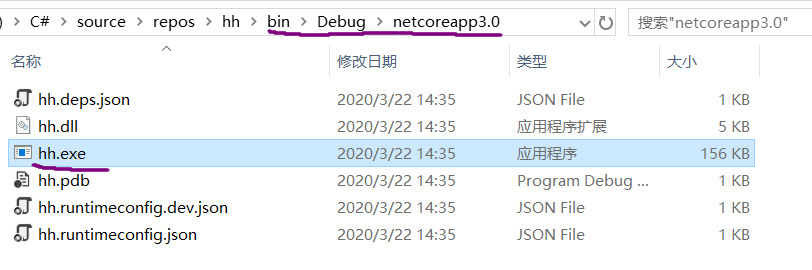 ) › C# › source › repos › hh › bin › Debug › netcoreapp3.0 搜索"netcoreapp3.0"
名称 修改日期 类型 大小
hh.deps.json 2020/3/22 14:35 JSON File 1 KB
hh.dll 2020/3/22 14:35 应用程序扩展 5 KB
hh.exe 2020/3/22 14:35 应用程序 156 KB
hh.pdb 2020/3/22 14:35 Program Debug ... 1 KB
hh.runtimeconfig.dev.json 2020/3/22 14:35 JSON File 1 KB
hh.runtimeconfig.json 2020/3/22 14:35 JSON File 1 KB